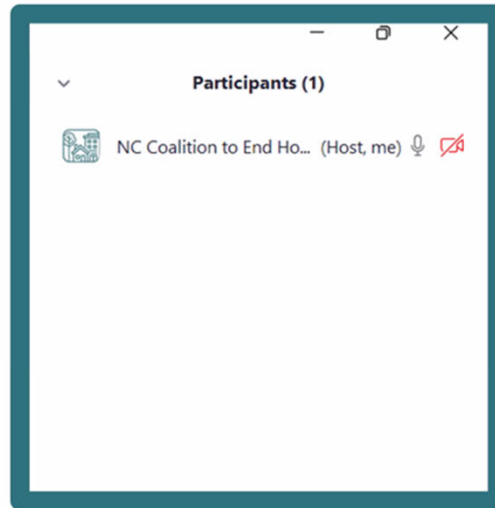 Participants (1)
NC Coalition to End Ho... (Host, me)